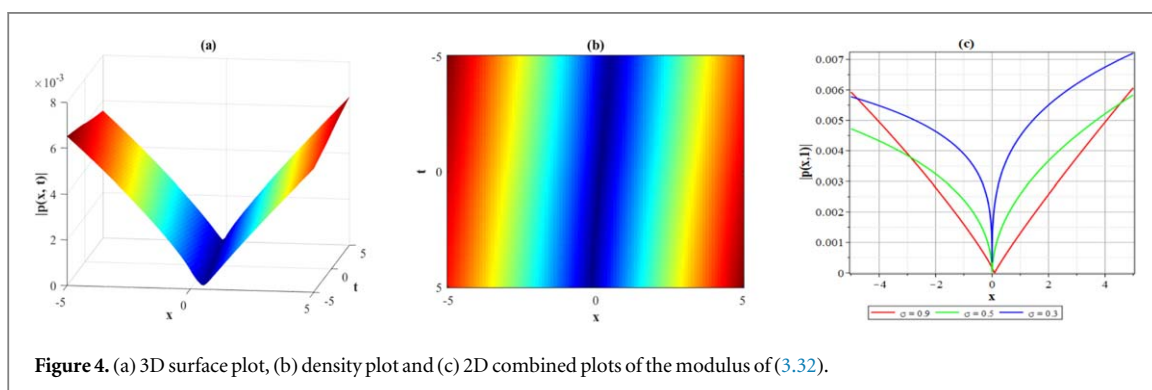 (a)
×10⁻³
8
6
4
2
0
|p(x, t)|
-5
0
5
x
5
0
-5
t
(b)
-5
0
5
t
-5
0
5
x
(c)
0.007
0.006
0.005
0.004
0.003
0.002
0.001
0
|p(x,1)|
-4
-2
0
2
4
x
σ = 0.9 σ = 0.5 σ = 0.3
Figure 4. (a) 3D surface plot, (b) density plot and (c) 2D combined plots of the modulus of (3.32).